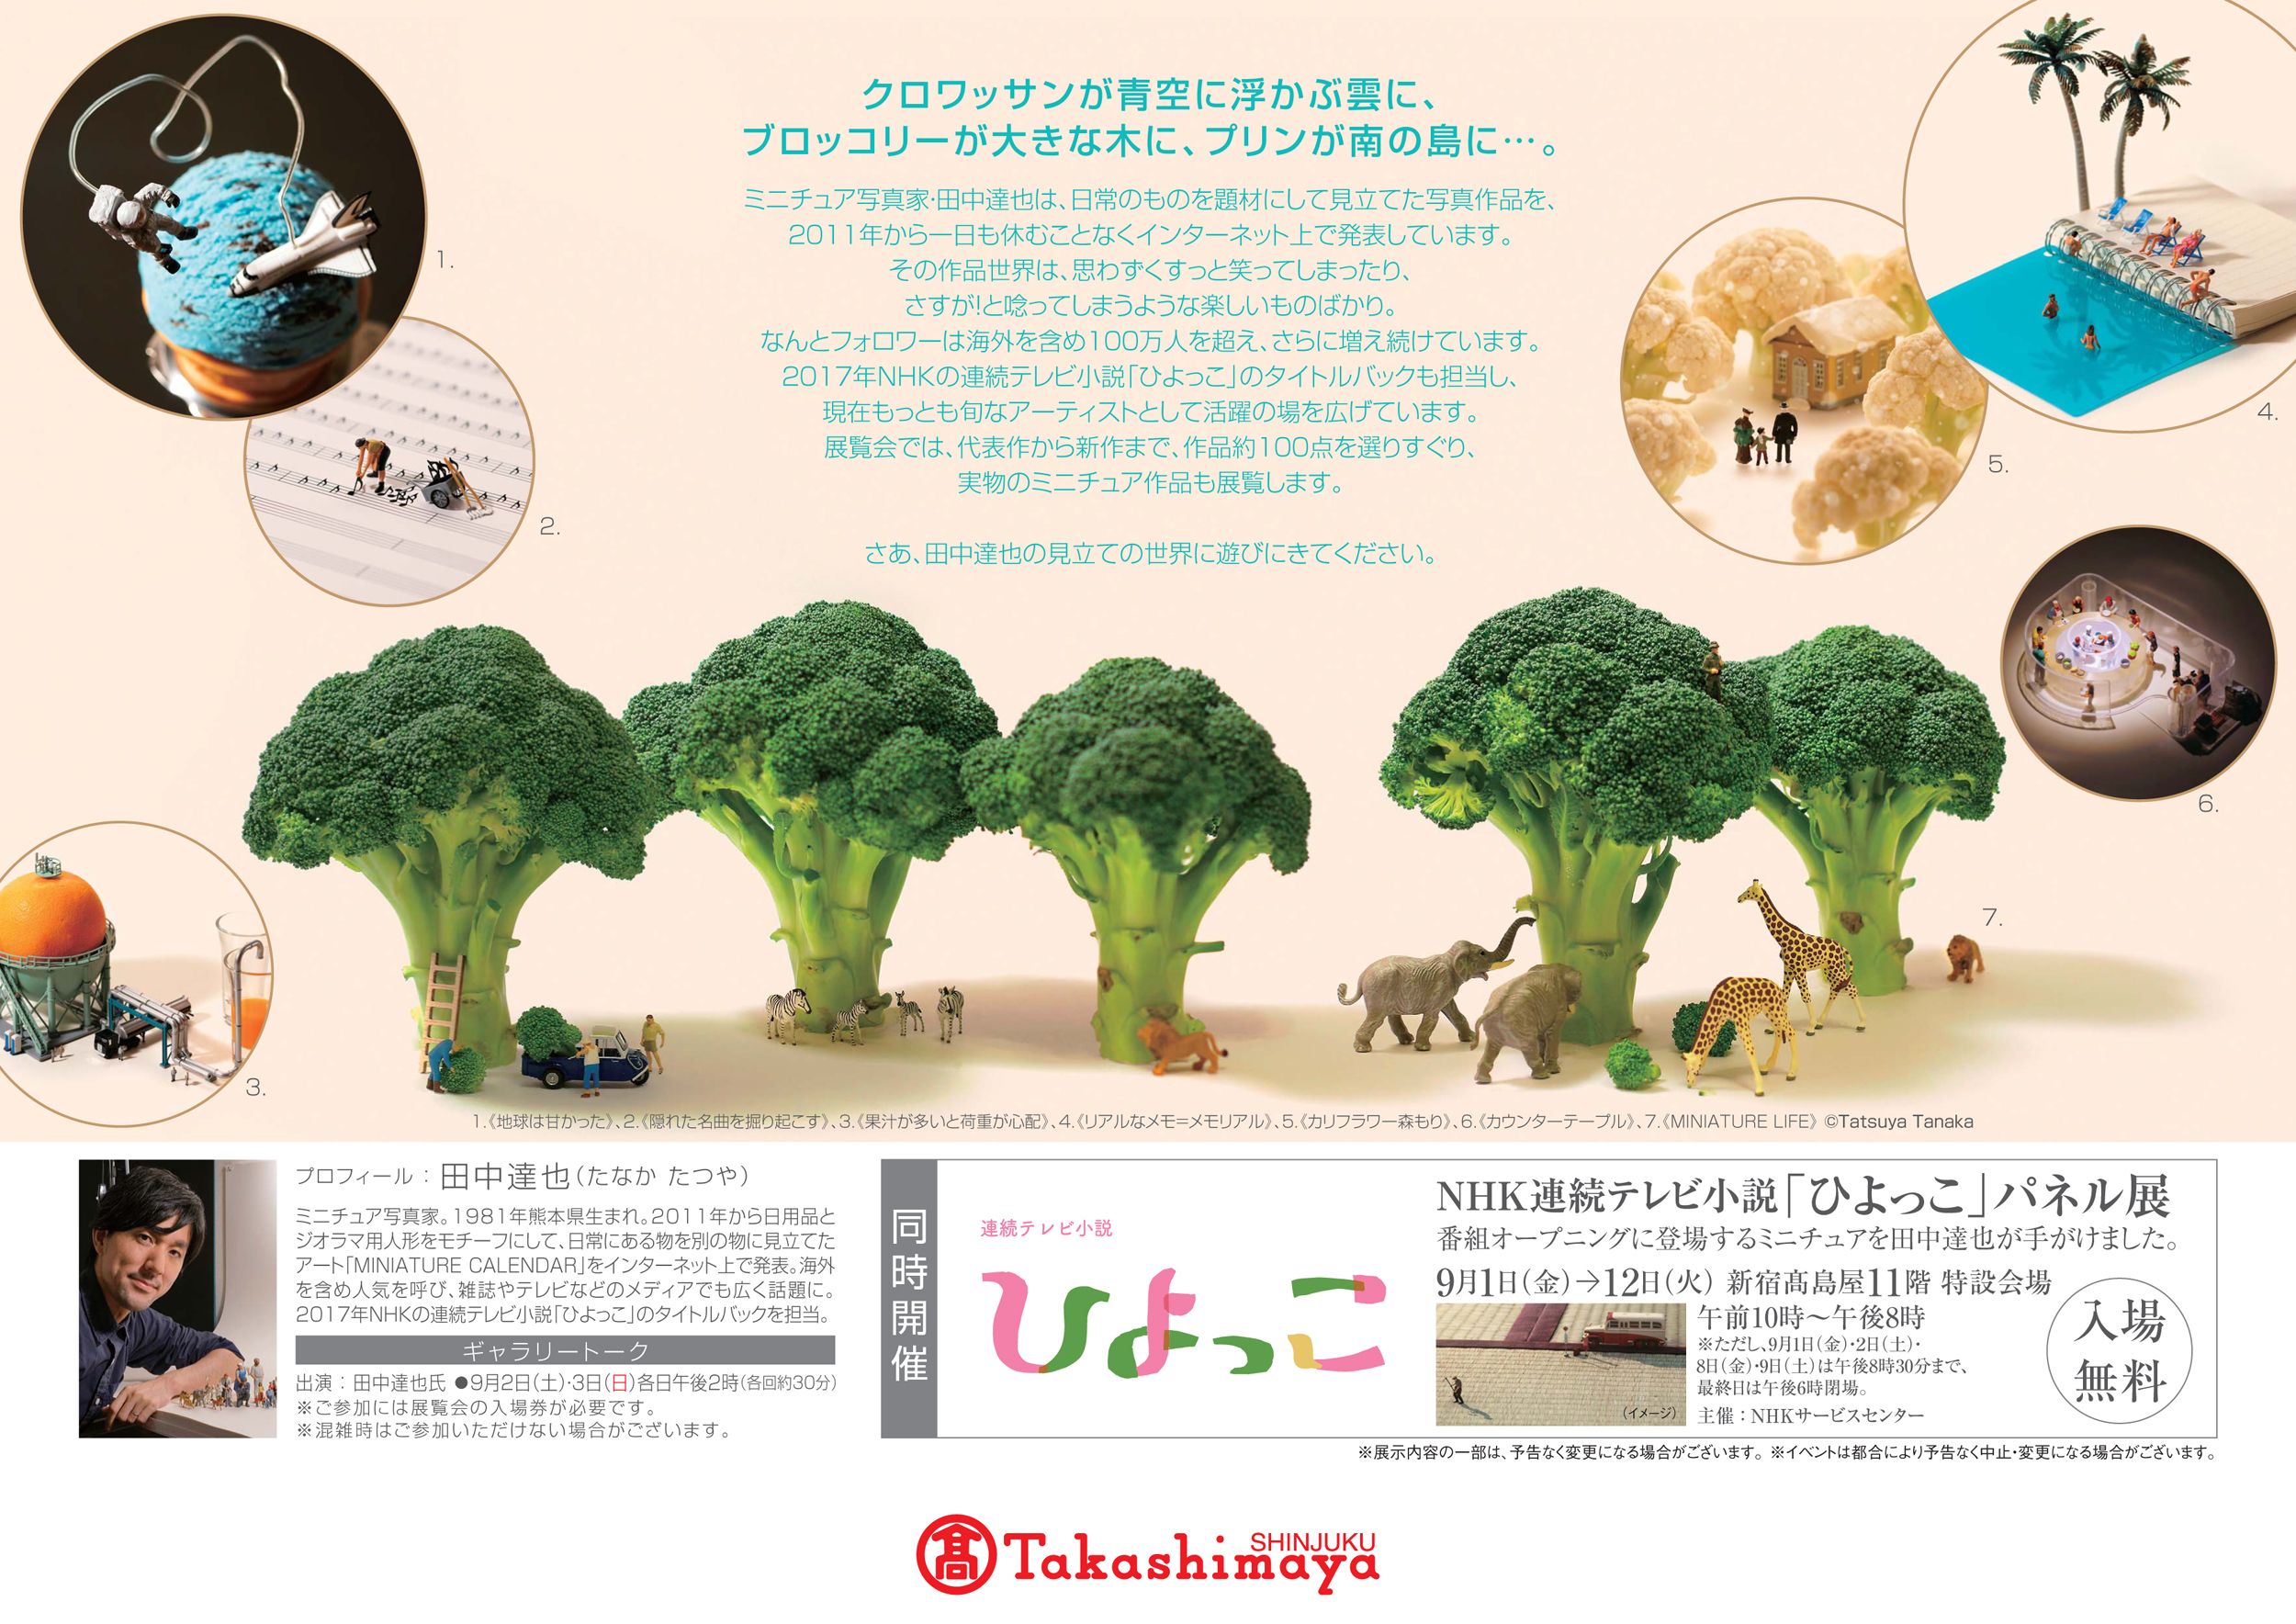 クロワッサンが青空に浮かぶ雲に、
ブロッコリーが大きな木に、プリンが南の島に…。
ミニチュア写真家・田中達也は、日常のものを題材にして見立てた写真作品を、
2011年から一日も休むことなくインターネット上で発表しています。
その作品世界は、思わずくすっと笑ってしまったり、
さすが!と唸ってしまうような楽しいものばかり。
なんとフォロワーは海外を含め100万人を超え、さらに増え続けています。
2017年NHKの連続テレビ小説「ひよっこ」のタイトルバックも担当し、
現在もっとも旬なアーティストとして活躍の場を広げています。
展覧会では、代表作から新作まで、作品約100点を選りすぐり、
実物のミニチュア作品も展覧します。
さあ、田中達也の見立ての世界に遊びにきてください。
1.
2.
3.
4.
5.
6.
7.
1.《地球は甘かった》、2.《隠れた名曲を掘り起こす》、3.《果汁が多いと荷重が心配》、4.《リアルなメモ=メモリアル》、5.《カリフラワー森もり》、6.《カウンターテープル》、7.《MINIATURE LIFE》 ©Tatsuya Tanaka
プロフィール：田中達也（たなか たつや）
ミニチュア写真家。1981年熊本県生まれ。2011年から日用品と
ジオラマ用人形をモチーフにして、日常にある物を別の物に見立てた
アート「MINIATURE CALENDAR」をインターネット上で発表。海外
を含め人気を呼び、雑誌やテレビなどのメディアでも広く話題に。
2017年NHKの連続テレビ小説「ひよっこ」のタイトルバックを担当。
ギャラリートーク
出演：田中達也氏 ●9月2日（土）・3日（日）各日午後2時（各回約30分）
※ご参加には展覧会の入場券が必要です。
※混雑時はご参加いただけない場合がございます。
同時開催
連続テレビ小説
ひよっこ
NHK連続テレビ小説「ひよっこ」パネル展
番組オープニングに登場するミニチュアを田中達也が手がけました。
9月1日（金）→12日（火） 新宿髙島屋11階 特設会場
午前10時〜午後8時
※ただし、9月1日（金）・2日（土）・
8日（金）・9日（土）は午後8時30分まで、
最終日は午後6時閉場。
主催：NHKサービスセンター
（イメージ）
入場
無料
※展示内容の一部は、予告なく変更になる場合がございます。 ※イベントは都合により予告なく中止・変更になる場合がございます。
髙 Takashimaya
SHINJUKU